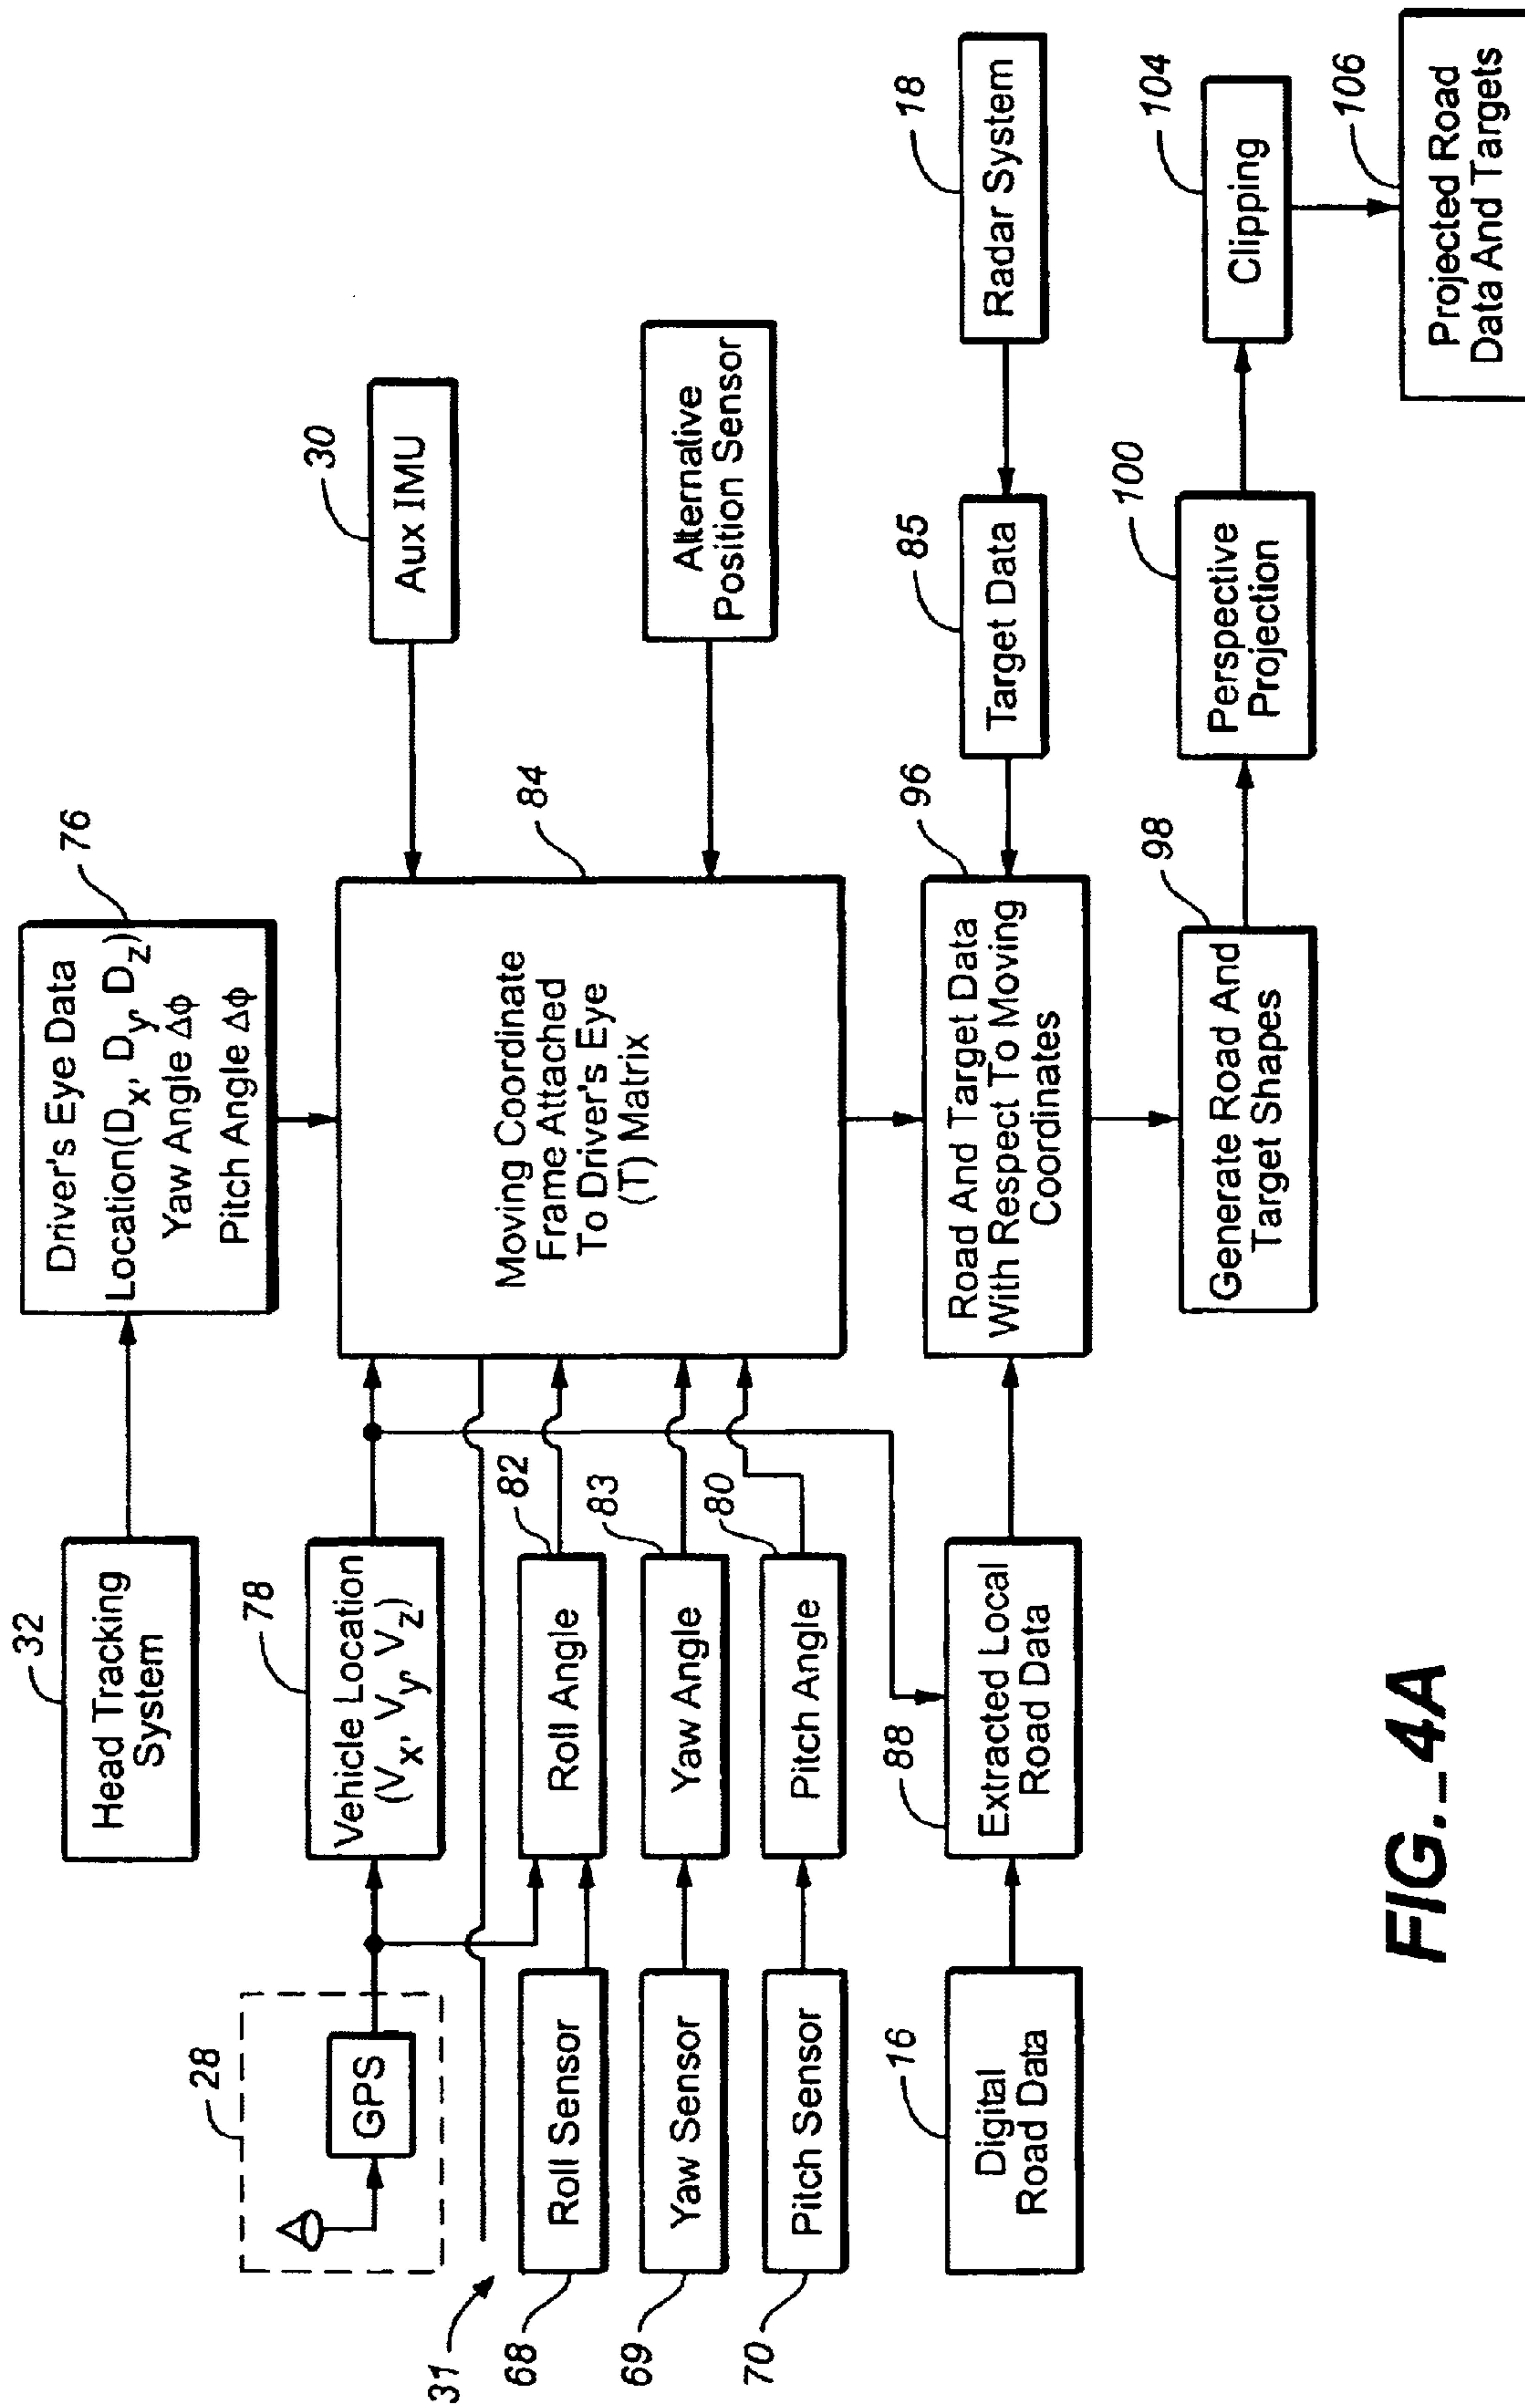 32
Head Tracking
System
76
Driver's Eye Data
Location(Dx, Dy, Dz)
Yaw Angle Δϕ
Pitch Angle Δϕ
28
GPS
78
Vehicle Location
(Vx, Vy, Vz)
84
Moving Coordinate
Frame Attached
To Driver's Eye
(T) Matrix
30
Aux IMU
Alternative
Position Sensor
31
68
Roll Sensor
82
Roll Angle
69
Yaw Sensor
83
Yaw Angle
70
Pitch Sensor
80
Pitch Angle
16
Digital
Road Data
88
Extracted Local
Road Data
96
Road And Target Data
With Respect To Moving
Coordinates
85
Target Data
18
Radar System
98
Generate Road And
Target Shapes
100
Perspective
Projection
104
Clipping
106
Projected Road
Data And Targets
FIG._4A